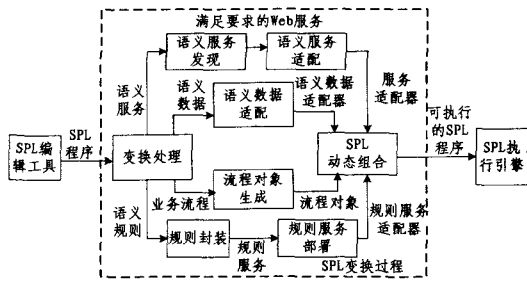 满足要求的Web服务
语义服务
发现
语义服务
适配
语义
服务
语义
数据
语义数据
适配
语义数据
适配器
服务
适配器
可执行
的SPL
程序
SPL编
辑工具
SPL
程序
变换处理
SPL
动态组合
SPL执
行引擎
业务流程
流程对象
生成
流程对象
语义
规则
规则封装
规则
服务
规则服务
部署
规则服务
适配器
SPL变换过程